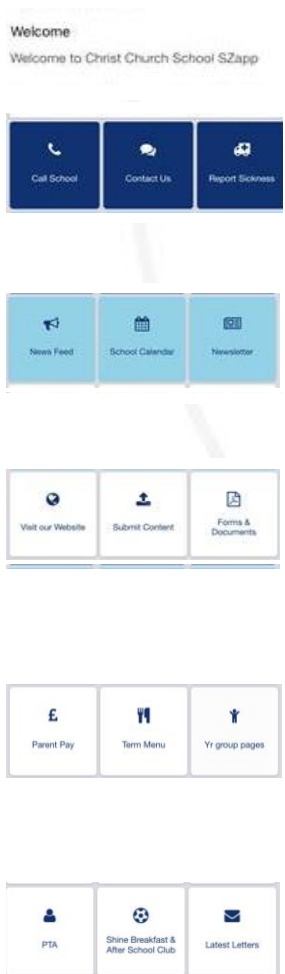 Welcome
Welcome to Christ Church School SZapp
Call School
Contact Us
Report Sickness
News Feed
School Calendar
Newsletter
Visit our Website
Submit Content
Forms &
Documents
£
Parent Pay
Term Menu
Yr group pages
PTA
Shine Breakfast &
After School Club
Latest Letters